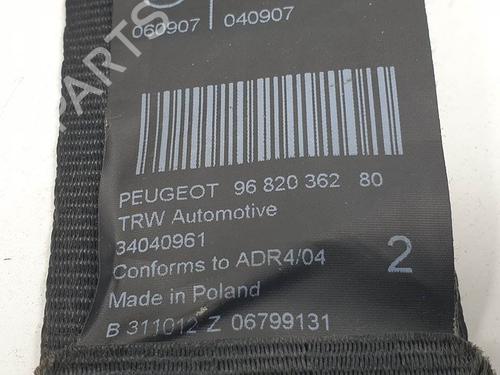 060907 040907
PARTS
PEUGEOT 96 820 362 80
TRW Automotive
34040961
Conforms to ADR4/04 2
Made in Poland
B 311012 Z 06799131